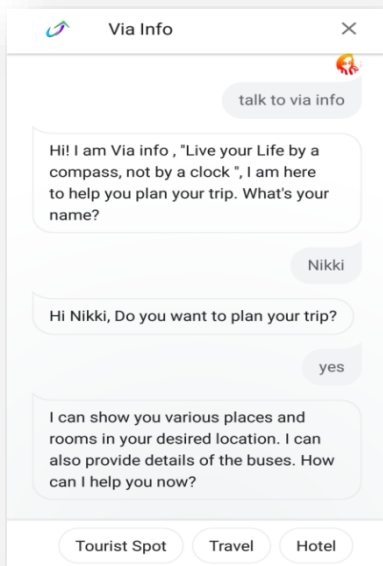 Via Info
talk to via info
Hi! I am Via info , "Live your Life by a
compass, not by a clock ", I am here
to help you plan your trip. What's your
name?
Nikki
Hi Nikki, Do you want to plan your trip?
yes
I can show you various places and
rooms in your desired location. I can
also provide details of the buses. How
can I help you now?
Tourist Spot Travel Hotel